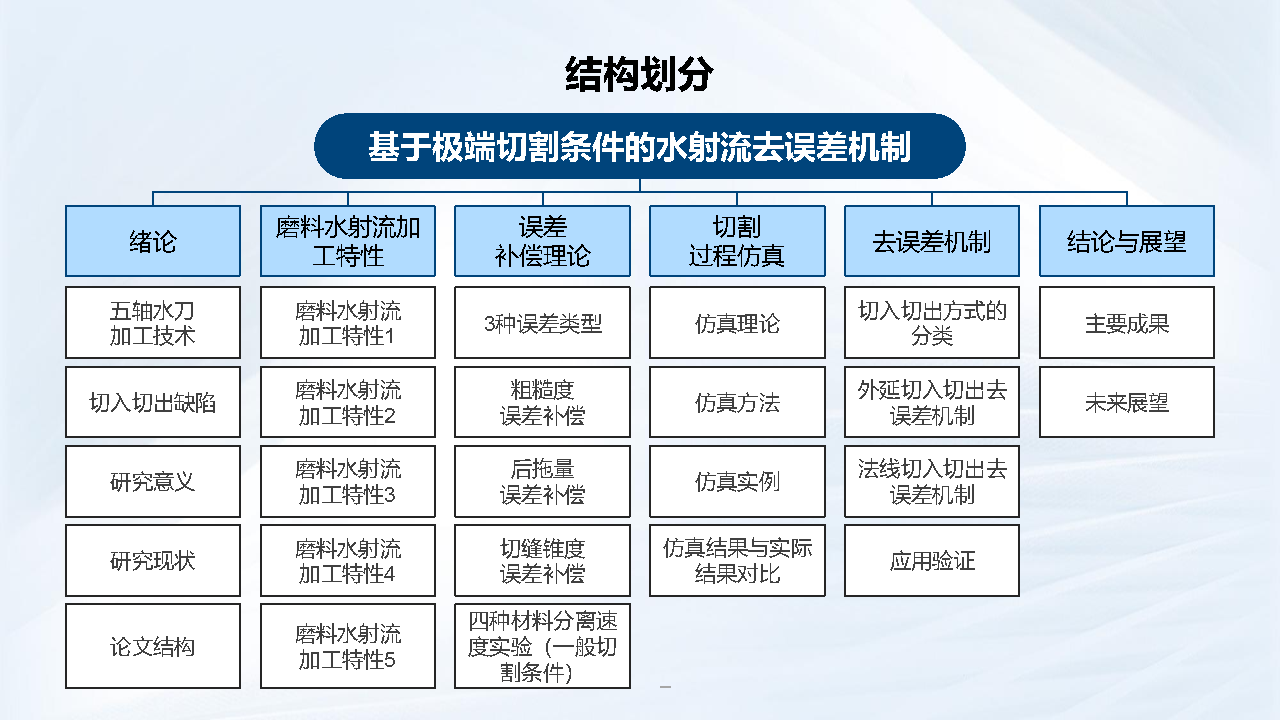 结构划分
基于极端切割条件的水射流去误差机制
绪论
五轴水刀
加工技术
切入切出缺陷
研究意义
研究现状
论文结构
磨料水射流加
工特性
磨料水射流
加工特性1
磨料水射流
加工特性2
磨料水射流
加工特性3
磨料水射流
加工特性4
磨料水射流
加工特性5
误差
补偿理论
3种误差类型
粗糙度
误差补偿
后拖量
误差补偿
切缝锥度
误差补偿
四种材料分离速
度实验（一般切
割条件）
切割
过程仿真
仿真理论
仿真方法
仿真实例
仿真结果与实际
结果对比
去误差机制
切入切出方式的
分类
外延切入切出去
误差机制
法线切入切出去
误差机制
应用验证
结论与展望
主要成果
未来展望